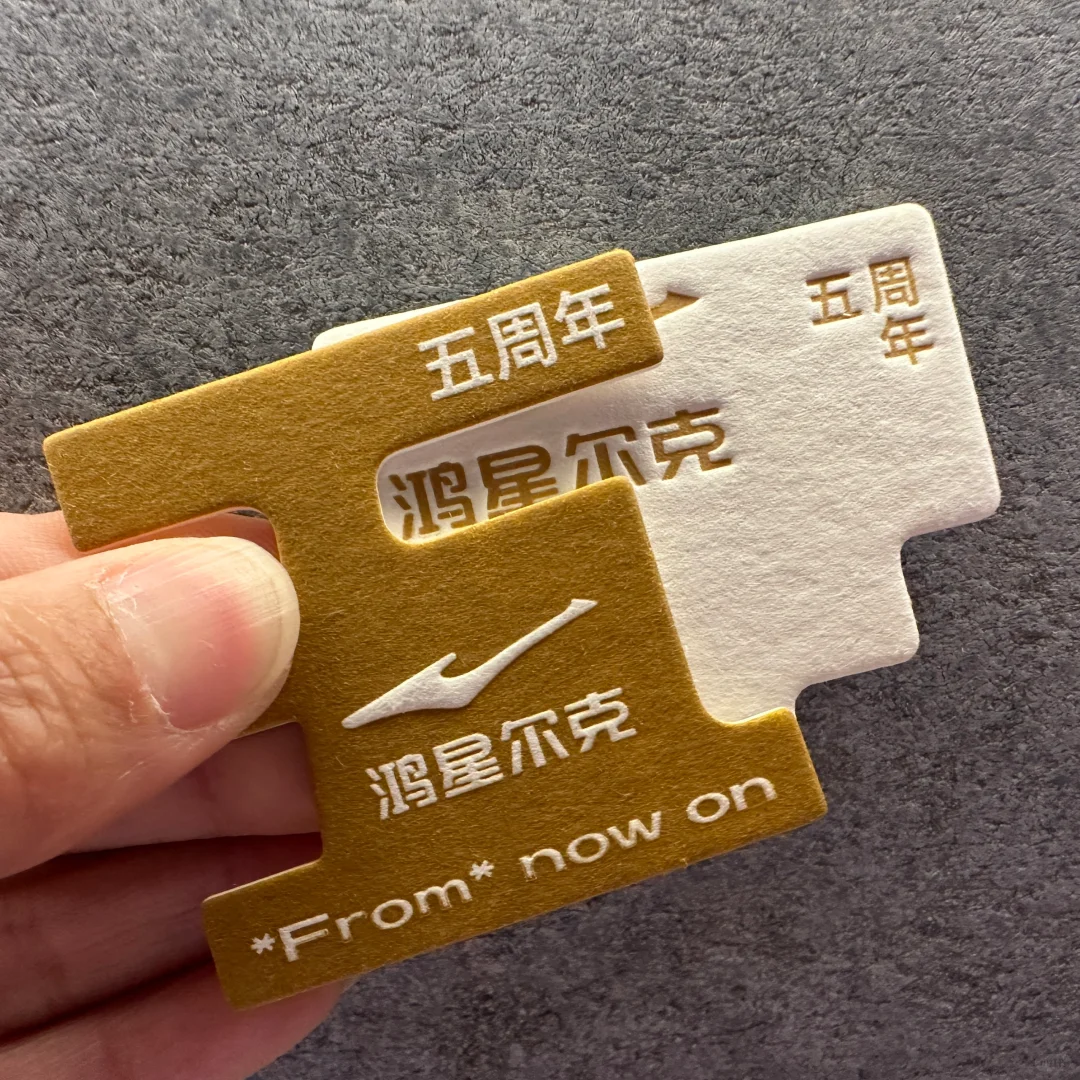 五周年
鸿星尔克
*From* now on
五周
年
鸿星尔克